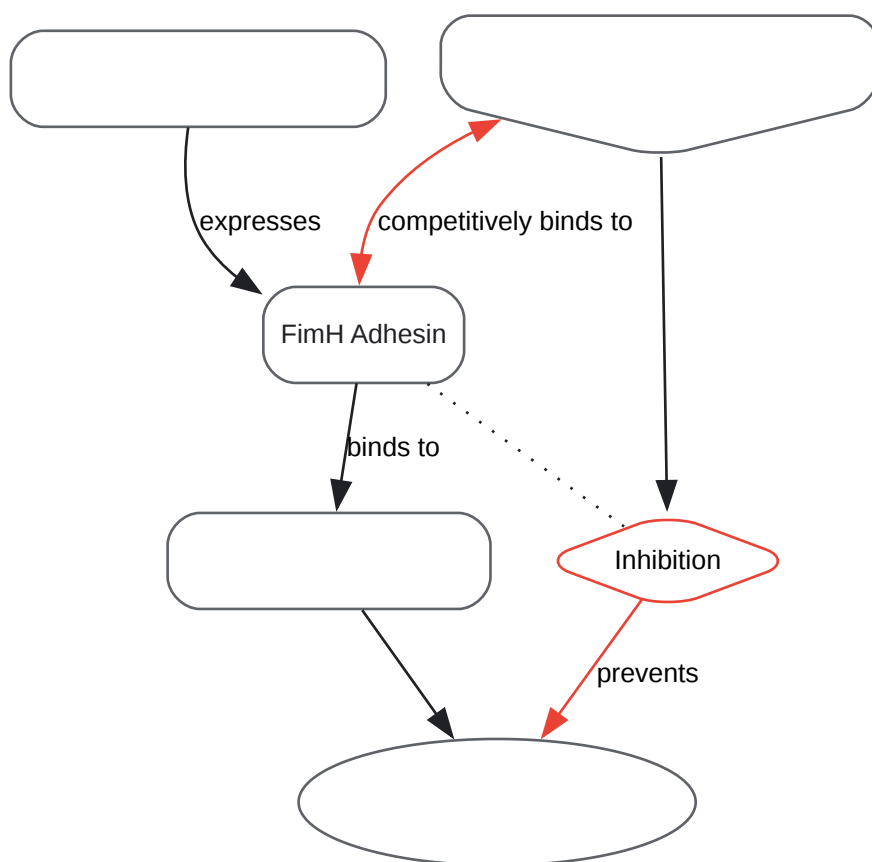 expresses
competitively binds to
FimH Adhesin
binds to
Inhibition
prevents